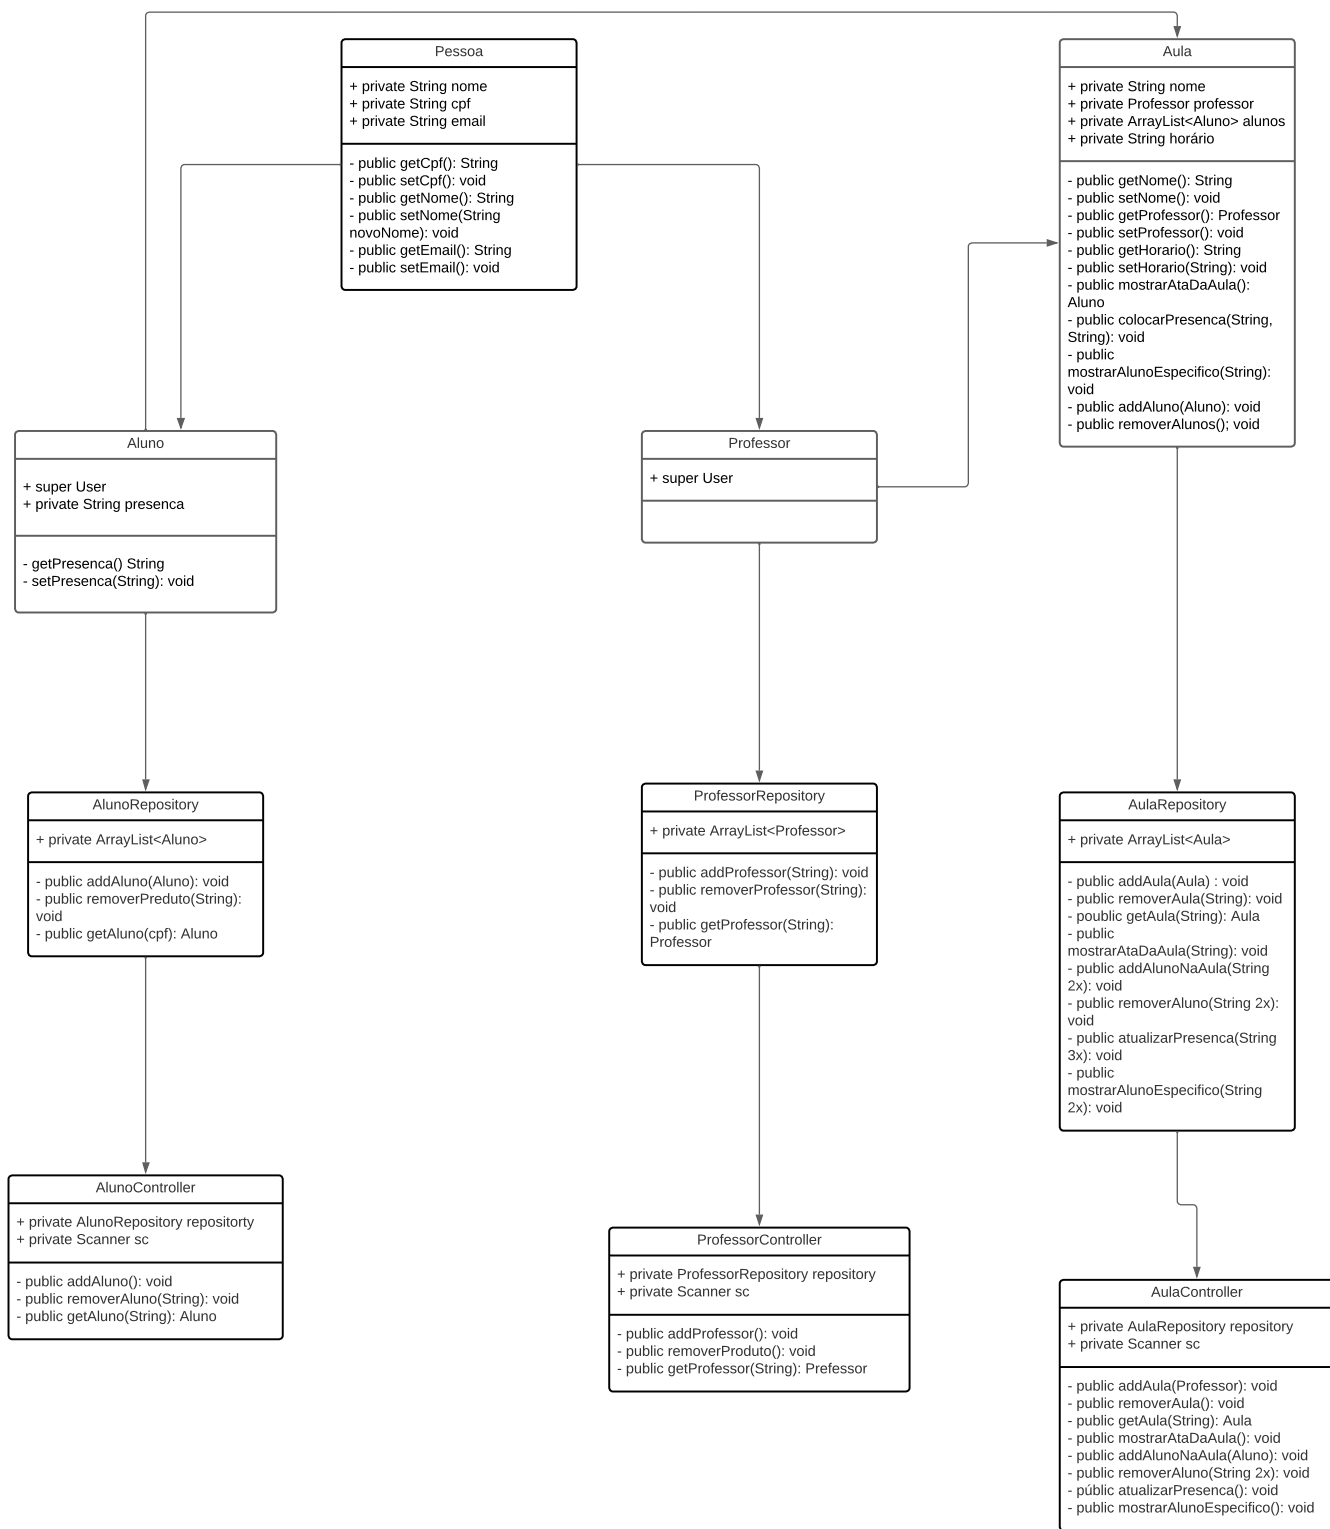 Pessoa
+ private String nome
+ private String cpf
+ private String email
- public getCpf(): String
- public setCpf(): void
- public getNome(): String
- public setNome(String
novoNome): void
- public getEmail(): String
- public setEmail(): void
Aula
+ private String nome
+ private Professor professor
+ private ArrayList<Aluno> alunos
+ private String horário
- public getNome(): String
- public setNome(): void
- public getProfessor(): Professor
- public setProfessor(): void
- public getHorario(): String
- public setHorario(String): void
- public mostrarAtaDaAula():
Aluno
- public colocarPresenca(String,
String): void
- public
mostrarAlunoEspecifico(String):
void
- public addAluno(Aluno): void
- public removerAlunos(); void
Aluno
+ super User
+ private String presenca
- getPresenca() String
- setPresenca(String): void
Professor
+ super User
AlunoRepository
+ private ArrayList<Aluno>
- public addAluno(Aluno): void
- public removerPreduto(String):
void
- public getAluno(cpf): Aluno
ProfessorRepository
+ private ArrayList<Professor>
- public addProfessor(String): void
- public removerProfessor(String):
void
- public getProfessor(String):
Professor
AulaRepository
+ private ArrayList<Aula>
- public addAula(Aula) : void
- public removerAula(String): void
- poublic getAula(String): Aula
- public
mostrarAtaDaAula(String): void
- public addAlunoNaAula(String
2x): void
- public removerAluno(String 2x):
void
- public atualizarPresenca(String
3x): void
- public
mostrarAlunoEspecifico(String
2x): void
AlunoController
+ private AlunoRepository repositorty
+ private Scanner sc
- public addAluno(): void
- public removerAluno(String): void
- public getAluno(String): Aluno
ProfessorController
+ private ProfessorRepository repository
+ private Scanner sc
- public addProfessor(): void
- public removerProduto(): void
- public getProfessor(String): Prefessor
AulaController
+ private AulaRepository repository
+ private Scanner sc
- public addAula(Professor): void
- public removerAula(): void
- public getAula(String): Aula
- public mostrarAtaDaAula(): void
- public addAlunoNaAula(Aluno): void
- public removerAluno(String 2x): void
- públic atualizarPresenca(): void
- public mostrarAlunoEspecifico(): void